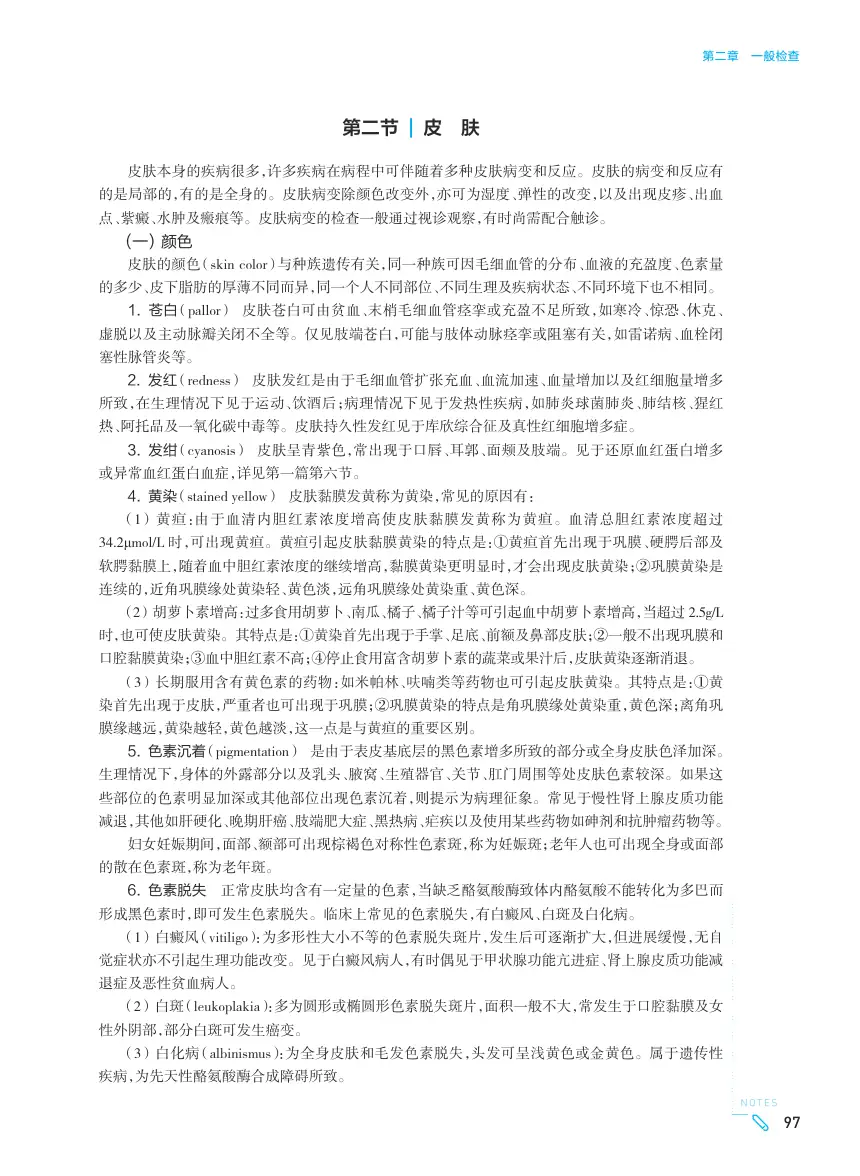 第二章　一般检查
第二节 | 皮　肤
皮肤本身的疾病很多,许多疾病在病程中可伴随着多种皮肤病变和反应。皮肤的病变和反应有
的是局部的,有的是全身的。皮肤病变除颜色改变外,亦可为湿度、弹性的改变,以及出现皮疹、出血
点、紫癜、水肿及瘢痕等。皮肤病变的检查一般通过视诊观察,有时尚需配合触诊。
（一）颜色
皮肤的颜色（skin color）与种族遗传有关,同一种族可因毛细血管的分布、血液的充盈度、色素量
的多少、皮下脂肪的厚薄不同而异,同一个人不同部位、不同生理及疾病状态、不同环境下也不相同。
1. 苍白（pallor）　皮肤苍白可由贫血、末梢毛细血管痉挛或充盈不足所致,如寒冷、惊恐、休克、
虚脱以及主动脉瓣关闭不全等。仅见肢端苍白,可能与肢体动脉痉挛或阻塞有关,如雷诺病、血栓闭
塞性脉管炎等。
2. 发红（redness）　皮肤发红是由于毛细血管扩张充血、血流加速、血量增加以及红细胞量增多
所致,在生理情况下见于运动、饮酒后;病理情况下见于发热性疾病,如肺炎球菌肺炎、肺结核、猩红
热、阿托品及一氧化碳中毒等。皮肤持久性发红见于库欣综合征及真性红细胞增多症。
3. 发绀（cyanosis）　皮肤呈青紫色,常出现于口唇、耳郭、面颊及肢端。见于还原血红蛋白增多
或异常血红蛋白血症,详见第一篇第六节。
4. 黄染（stained yellow）　皮肤黏膜发黄称为黄染,常见的原因有:
（1）黄疸:由于血清内胆红素浓度增高使皮肤黏膜发黄称为黄疸。血清总胆红素浓度超过
34.2μmol/L 时,可出现黄疸。黄疸引起皮肤黏膜黄染的特点是:①黄疸首先出现于巩膜、硬腭后部及
软腭黏膜上,随着血中胆红素浓度的继续增高,黏膜黄染更明显时,才会出现皮肤黄染;②巩膜黄染是
连续的,近角巩膜缘处黄染轻、黄色淡,远角巩膜缘处黄染重、黄色深。
（2）胡萝卜素增高:过多食用胡萝卜、南瓜、橘子、橘子汁等可引起血中胡萝卜素增高,当超过 2.5g/L
时,也可使皮肤黄染。其特点是:①黄染首先出现于手掌、足底、前额及鼻部皮肤;②一般不出现巩膜和
口腔黏膜黄染;③血中胆红素不高;④停止食用富含胡萝卜素的蔬菜或果汁后,皮肤黄染逐渐消退。
（3）长期服用含有黄色素的药物:如米帕林、呋喃类等药物也可引起皮肤黄染。其特点是:①黄
染首先出现于皮肤,严重者也可出现于巩膜;②巩膜黄染的特点是角巩膜缘处黄染重,黄色深;离角巩
膜缘越远,黄染越轻,黄色越淡,这一点是与黄疸的重要区别。
5. 色素沉着（pigmentation）　是由于表皮基底层的黑色素增多所致的部分或全身皮肤色泽加深。
生理情况下,身体的外露部分以及乳头、腋窝、生殖器官、关节、肛门周围等处皮肤色素较深。如果这
些部位的色素明显加深或其他部位出现色素沉着,则提示为病理征象。常见于慢性肾上腺皮质功能
减退,其他如肝硬化、晚期肝癌、肢端肥大症、黑热病、疟疾以及使用某些药物如砷剂和抗肿瘤药物等。
妇女妊娠期间,面部、额部可出现棕褐色对称性色素斑,称为妊娠斑;老年人也可出现全身或面部
的散在色素斑,称为老年斑。
6. 色素脱失　正常皮肤均含有一定量的色素,当缺乏酪氨酸酶致体内酪氨酸不能转化为多巴而
形成黑色素时,即可发生色素脱失。临床上常见的色素脱失,有白癜风、白斑及白化病。
（1）白癜风（vitiligo）:为多形性大小不等的色素脱失斑片,发生后可逐渐扩大,但进展缓慢,无自
觉症状亦不引起生理功能改变。见于白癜风病人,有时偶见于甲状腺功能亢进症、肾上腺皮质功能减
退症及恶性贫血病人。
（2）白斑（leukoplakia）:多为圆形或椭圆形色素脱失斑片,面积一般不大,常发生于口腔黏膜及女
性外阴部,部分白斑可发生癌变。
（3）白化病（albinismus）:为全身皮肤和毛发色素脱失,头发可呈浅黄色或金黄色。属于遗传性
疾病,为先天性酪氨酸酶合成障碍所致。
NOTES
97